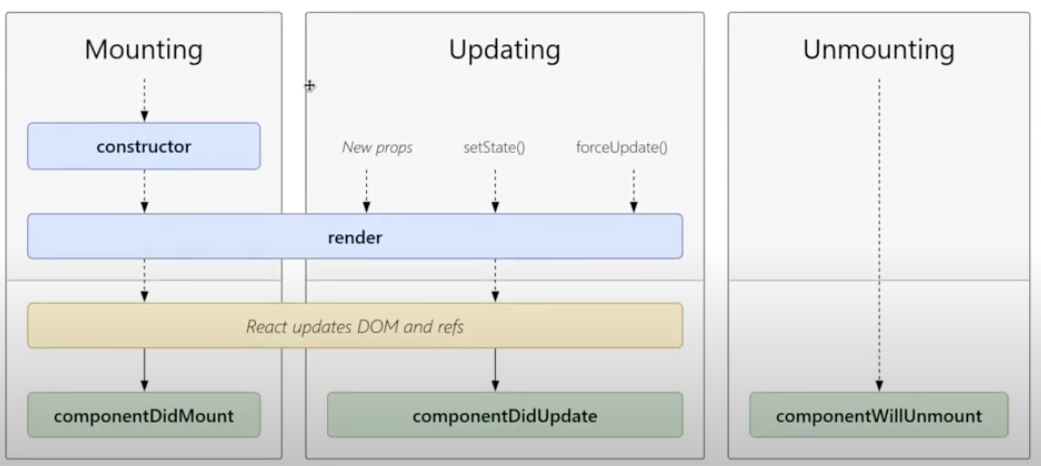 Mounting
Updating
Unmounting
constructor
New props
setState()
forceUpdate()
render
React updates DOM and refs
componentDidMount
componentDidUpdate
componentWillUnmount